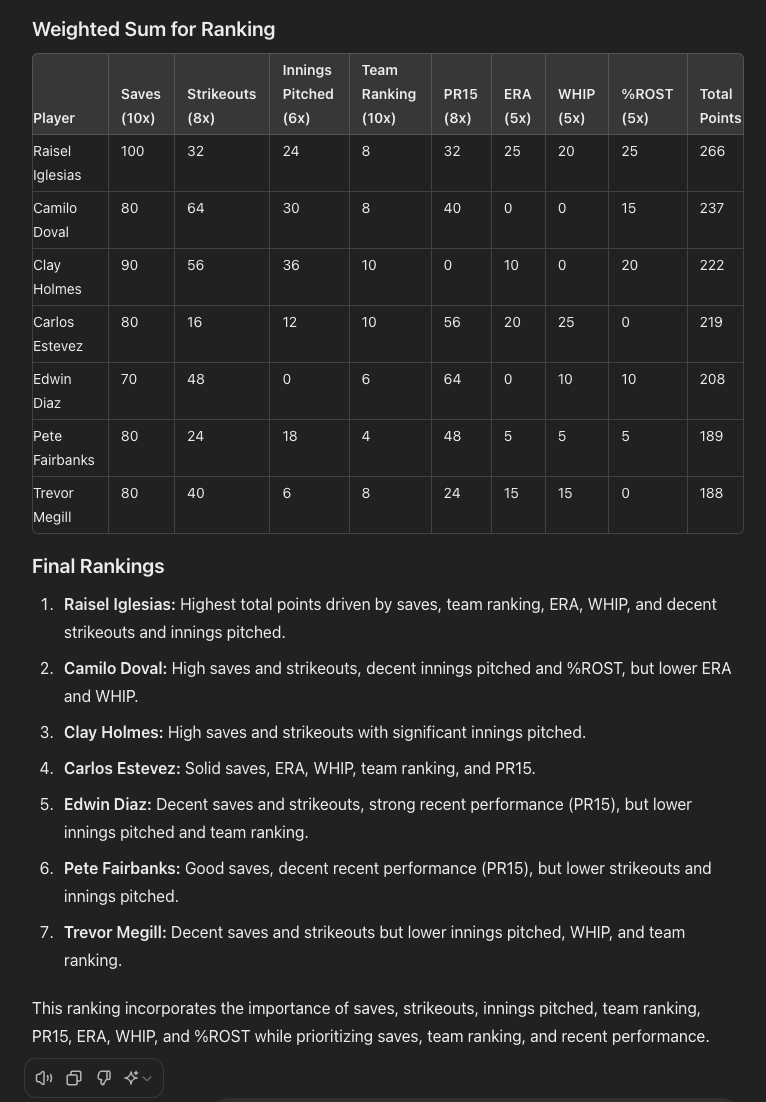 Weighted Sum for Ranking
Innings Team
Saves Strikeouts Pitched Ranking PR15 ERA WHIP %ROST Total
Player (10x) (8x) (6x) (10x) (8x) (5x) (5x) (5x) Points
Raisel 100 32 24 8 32 25 20 25 266
Iglesias
Camilo 80 64 30 8 40 0 0 15 237
Doval
Clay 90 56 36 10 0 10 0 20 222
Holmes
Carlos 80 16 12 10 56 20 25 0 219
Estevez
Edwin 70 48 0 6 64 0 10 10 208
Diaz
Pete 80 24 18 4 48 5 5 5 189
Fairbanks
Trevor 80 40 6 8 24 15 15 0 188
Megill
Final Rankings
1. Raisel Iglesias: Highest total points driven by saves, team ranking, ERA, WHIP, and decent
strikeouts and innings pitched.
2. Camilo Doval: High saves and strikeouts, decent innings pitched and %ROST, but lower ERA
and WHIP.
3. Clay Holmes: High saves and strikeouts with significant innings pitched.
4. Carlos Estevez: Solid saves, ERA, WHIP, team ranking, and PR15.
5. Edwin Diaz: Decent saves and strikeouts, strong recent performance (PR15), but lower
innings pitched and team ranking.
6. Pete Fairbanks: Good saves, decent recent performance (PR15), but lower strikeouts and
innings pitched.
7. Trevor Megill: Decent saves and strikeouts but lower innings pitched, WHIP, and team
ranking.
This ranking incorporates the importance of saves, strikeouts, innings pitched, team ranking,
PR15, ERA, WHIP, and %ROST while prioritizing saves, team ranking, and recent performance.